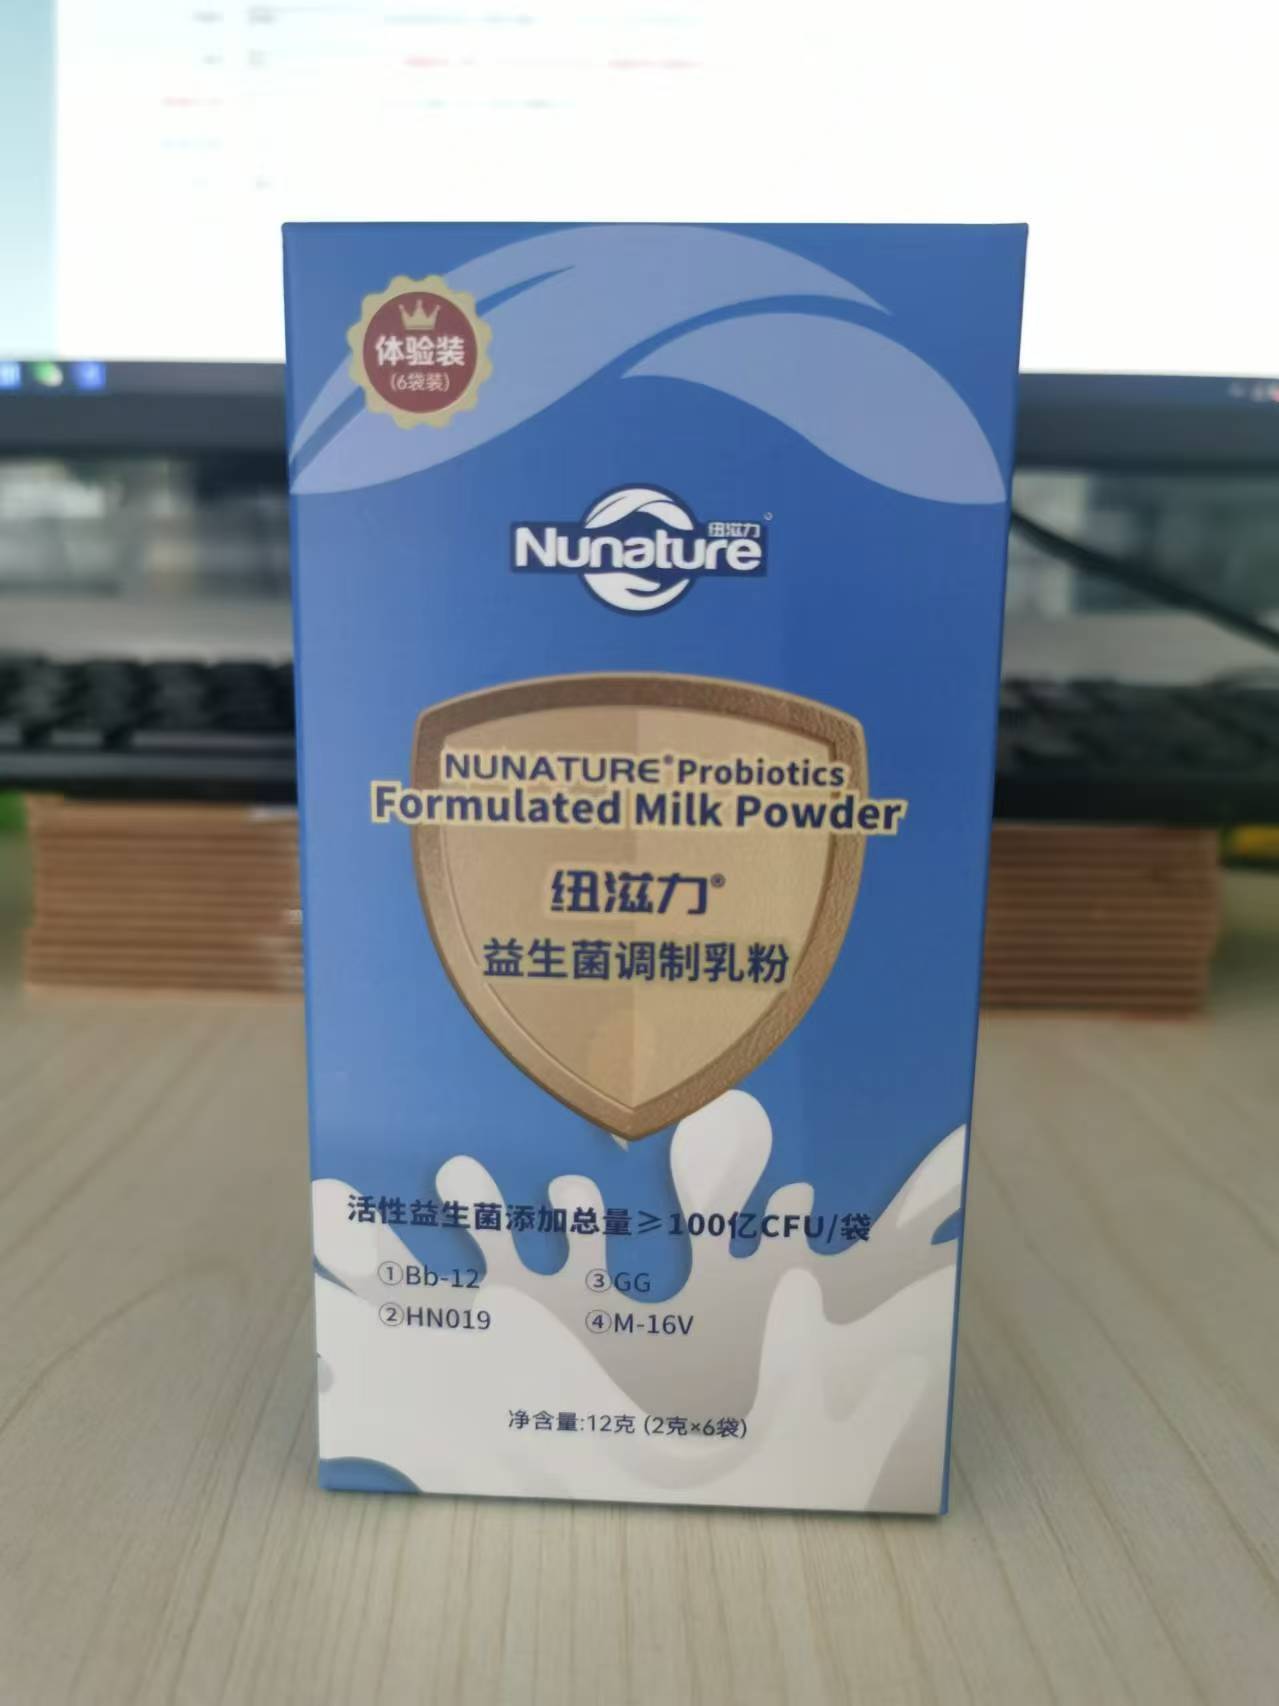 体验装
(6袋装)
Nunature 纽滋力
NUNATURE®Probiotics
Formulated Milk Powder
纽滋力®
益生菌调制乳粉
活性益生菌添加总量≥100亿CFU/袋
①Bb-12 ③GG
②HN019 ④M-16V
净含量:12克 (2克×6袋)